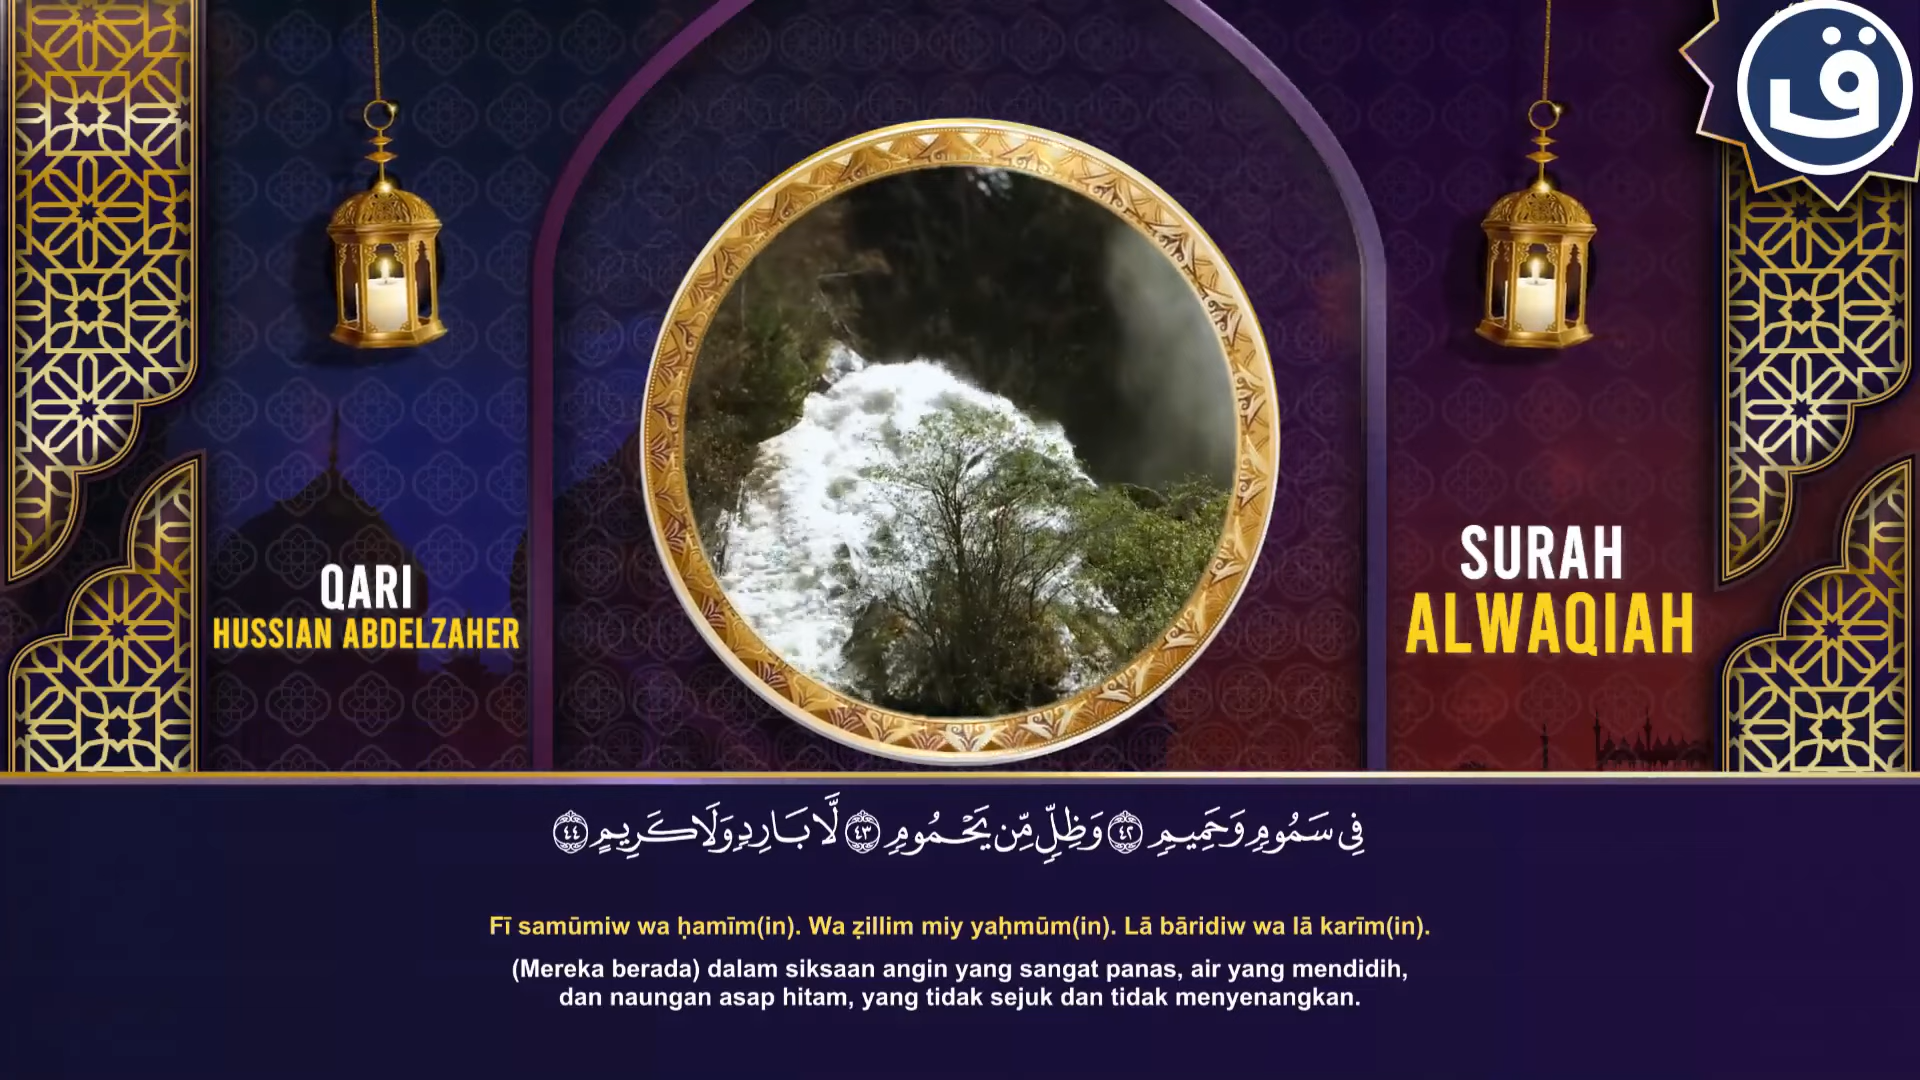 ق
QARI
HUSSIAN ABDELZAHER
SURAH
ALWAQIAH
فِي سَمُومٍ وَحَمِيمٍ ٤٢ وَظِلٍّ مِّن يَحْمُومٍ ٤٣ لَّا بَارِدٍ وَلَا كَرِيمٍ ٤٤
Fī samūmiw wa ḥamīm(in). Wa ẓillim miy yaḥmūm(in). Lā bāridiw wa lā karīm(in).
(Mereka berada) dalam siksaan angin yang sangat panas, air yang mendidih,
dan naungan asap hitam, yang tidak sejuk dan tidak menyenangkan.